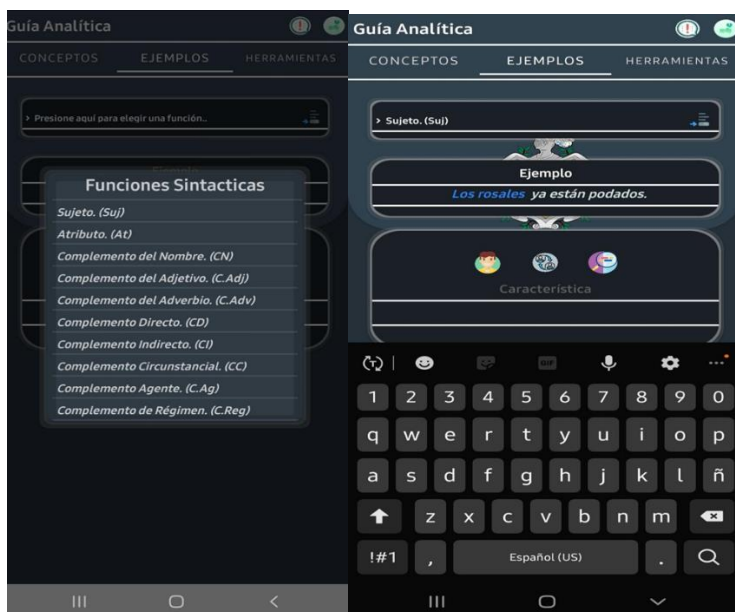 Guía Analítica
CONCEPTOS EJEMPLOS HERRAMIENTAS
> Presione aquí para elegir una función..
Ejemplo
Funciones Sintacticas
Sujeto. (Suj)
Atributo. (At)
Complemento del Nombre. (CN)
Complemento del Adjetivo. (C.Adj)
Complemento del Adverbio. (C.Adv)
Complemento Directo. (CD)
Complemento Indirecto. (CI)
Complemento Circunstancial. (CC)
Complemento Agente. (C.Ag)
Complemento de Régimen. (C.Reg)
Guía Analítica
CONCEPTOS EJEMPLOS HERRAMIENTAS
> Sujeto. (Suj)
Ejemplo
Los rosales ya están podados.
Característica
GIF
1 2 3 4 5 6 7 8 9 0
q w e r t y u i o p
a s d f g h j k l ñ
z x c v b n m
!#1 , Español (US) .